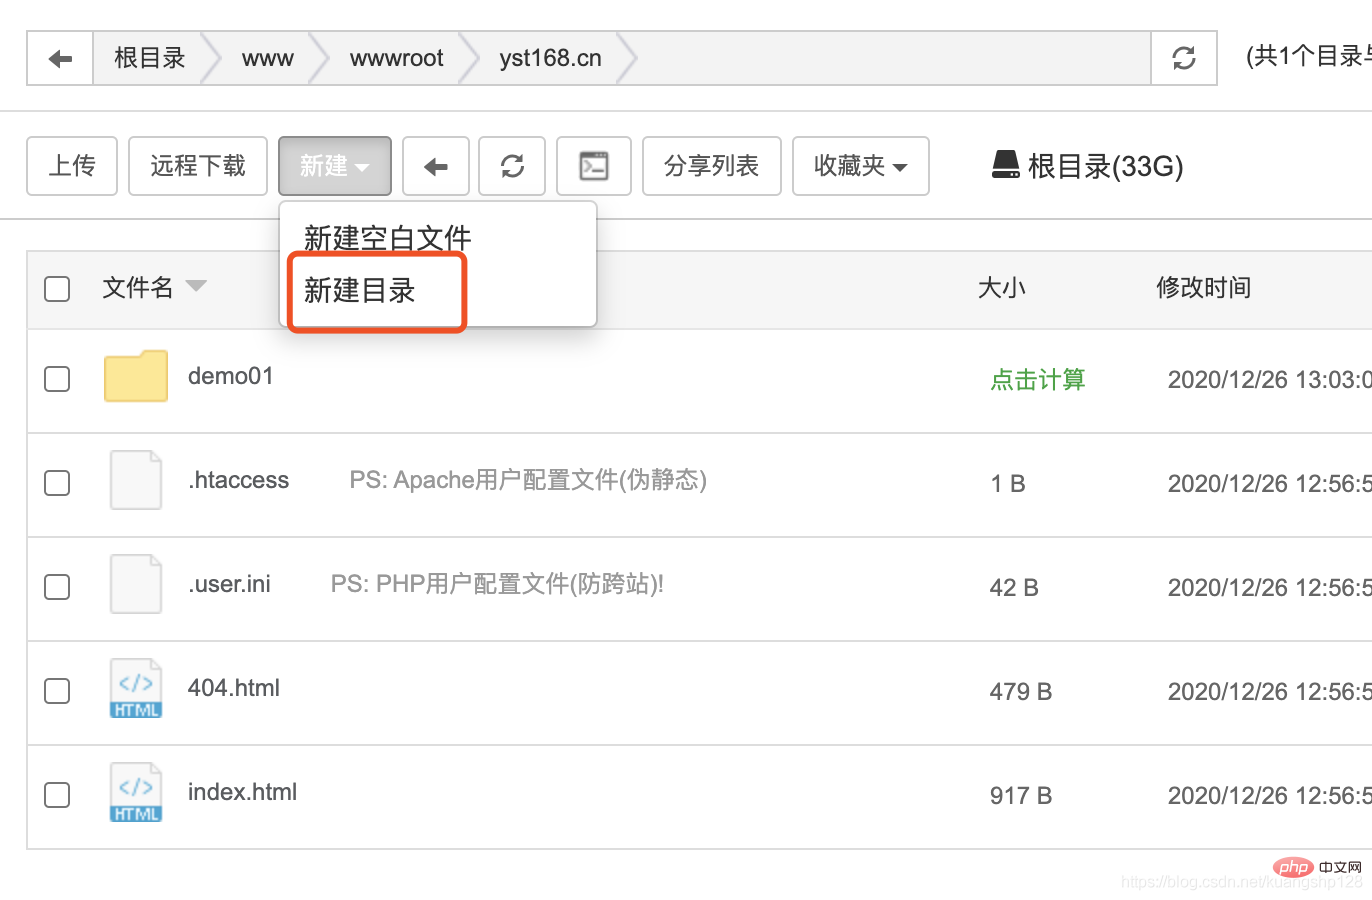 根目录 www wwwroot yst168.cn (共1个目录与
上传 远程下载 新建 分享列表 收藏夹 根目录(33G)
新建空白文件
新建目录
文件名 大小 修改时间
demo01 点击计算 2020/12/26 13:03:0
.htaccess PS: Apache用户配置文件(伪静态) 1 B 2020/12/26 12:56:5
.user.ini PS: PHP用户配置文件(防跨站)! 42 B 2020/12/26 12:56:5
HTML 404.html 479 B 2020/12/26 12:56:5
HTML index.html 917 B 2020/12/26 12:56:5
php 中文网
https://blog.csdn.net/kuangshp128